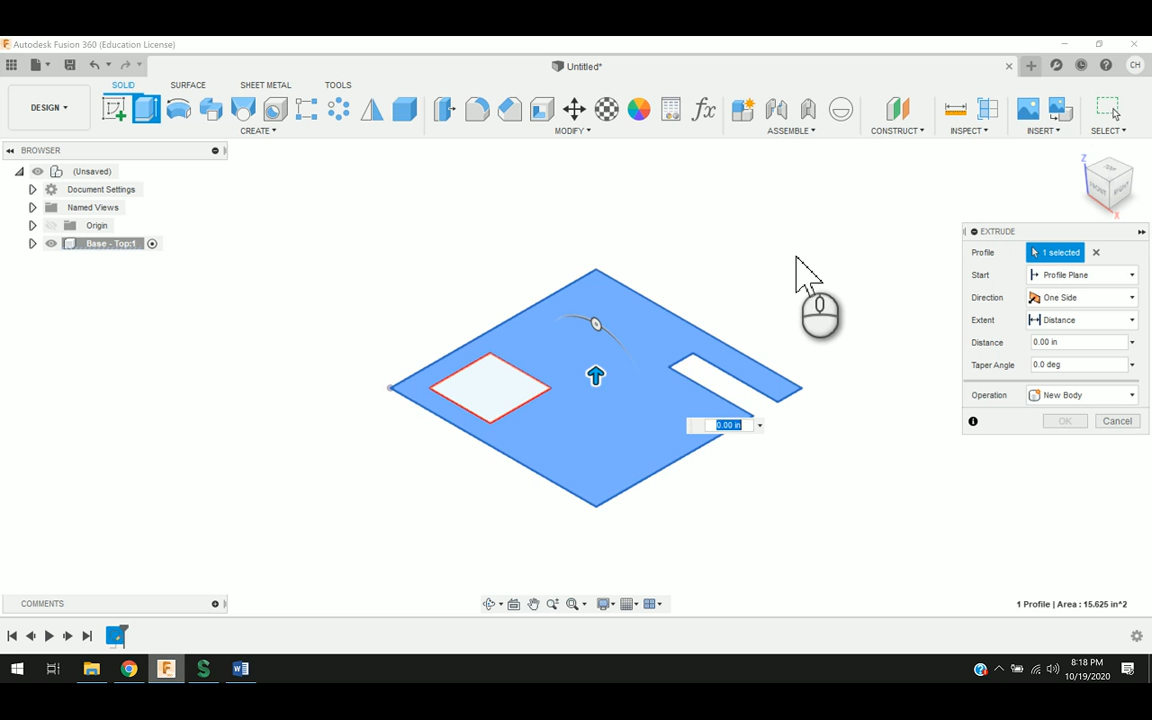 Autodesk Fusion 360 (Education License)
Untitled*
CH
SOLID SURFACE SHEET METAL TOOLS
DESIGN
CREATE MODIFY ASSEMBLE CONSTRUCT INSPECT INSERT SELECT
BROWSER
(Unsaved)
Document Settings
Named Views
Origin
Base - Top:1
Z
TOP
FRONT RIGHT
X
EXTRUDE
Profile 1 selected
Start Profile Plane
Direction One Side
Extent Distance
Distance 0.00 in
Taper Angle 0.0 deg
Operation New Body
OK Cancel
0.00 in
COMMENTS
1 Profile | Area : 15.625 in^2
8:18 PM
10/19/2020